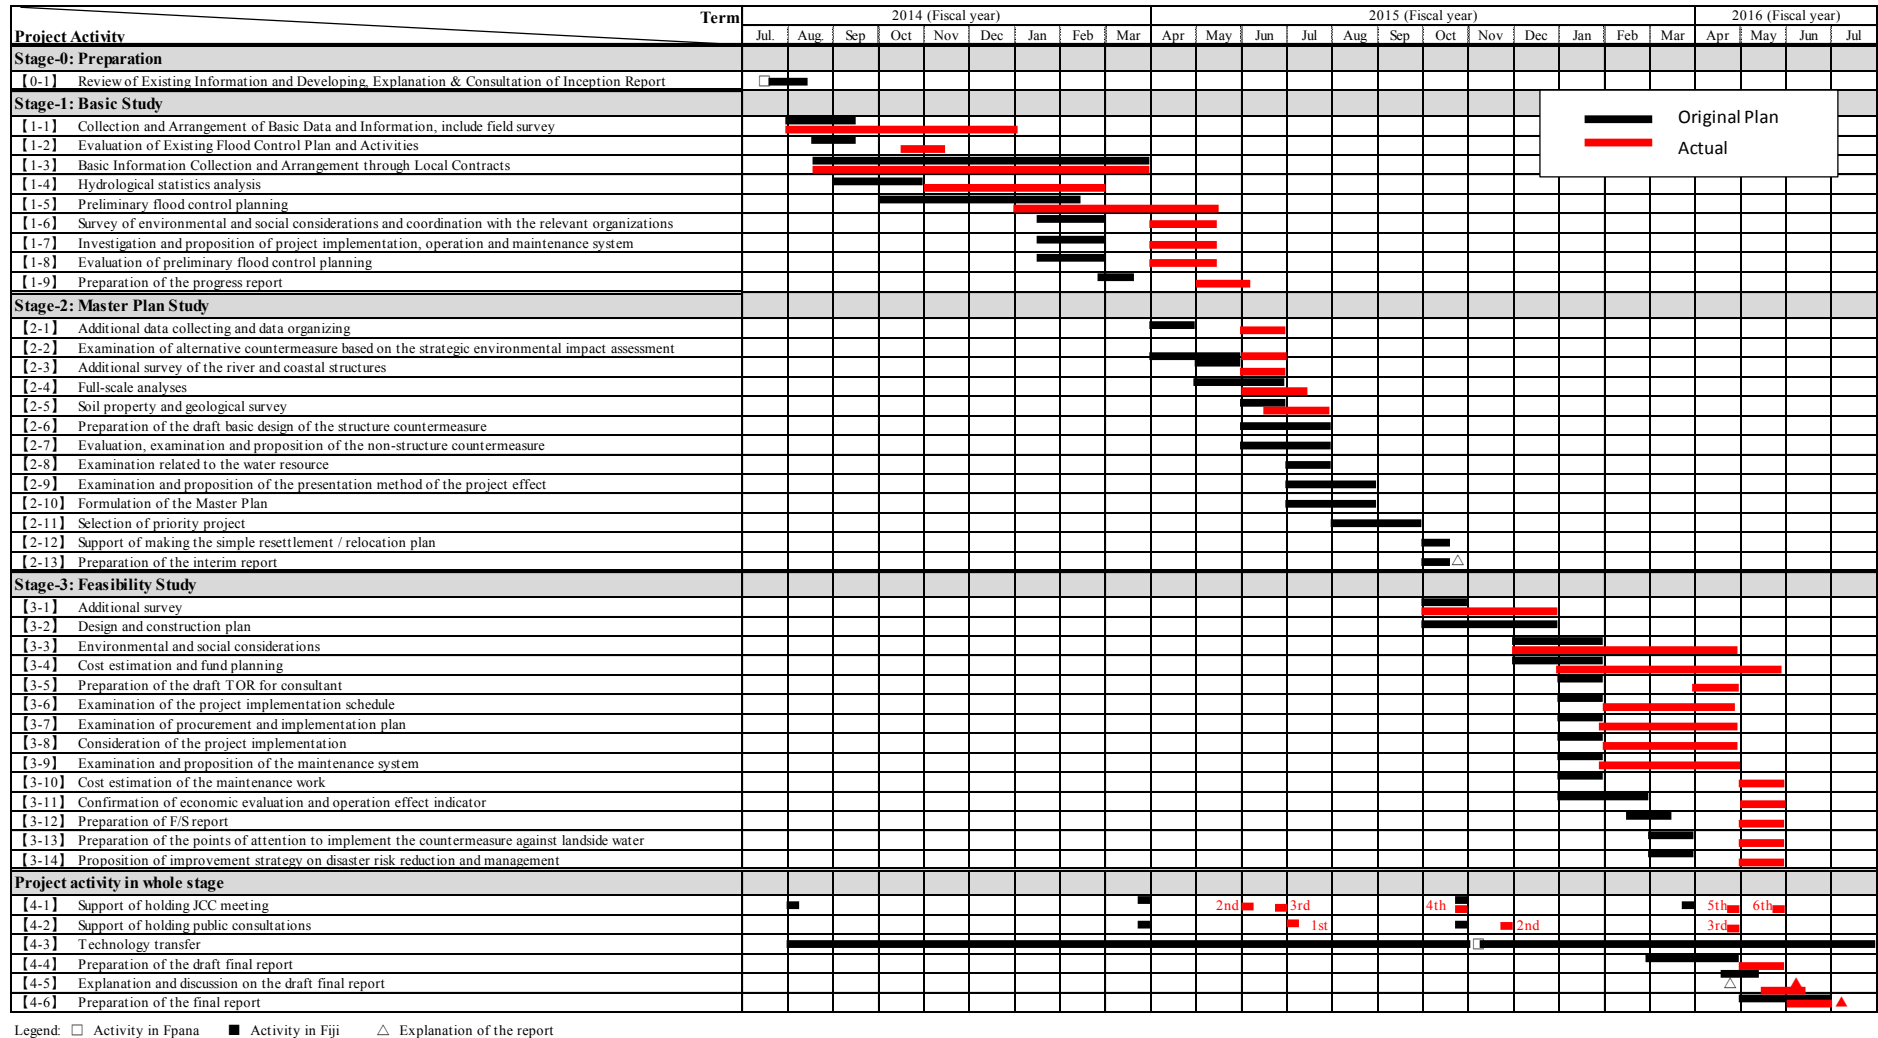 Term
2014 (Fiscal year) 2015 (Fiscal year) 2016 (Fiscal year)
Project Activity
Jul. Aug. Sep Oct Nov Dec Jan Feb Mar Apr May Jun Jul Aug Sep Oct Nov Dec Jan Feb Mar Apr May Jun Jul
Stage-0: Preparation
【0-1】 Review of Existing Information and Developing, Explanation & Consultation of Inception Report
Stage-1: Basic Study
Original Plan
Actual
【1-1】 Collection and Arrangement of Basic Data and Information, include field survey
【1-2】 Evaluation of Existing Flood Control Plan and Activities
【1-3】 Basic Information Collection and Arrangement through Local Contracts
【1-4】 Hydrological statistics analysis
【1-5】 Preliminary flood control planning
【1-6】 Survey of environmental and social considerations and coordination with the relevant organizations
【1-7】 Investigation and proposition of project implementation, operation and maintenance system
【1-8】 Evaluation of preliminary flood control planning
【1-9】 Preparation of the progress report
Stage-2: Master Plan Study
【2-1】 Additional data collecting and data organizing
【2-2】 Examination of alternative countermeasure based on the strategic environmental impact assessment
【2-3】 Additional survey of the river and coastal structures
【2-4】 Full-scale analyses
【2-5】 Soil property and geological survey
【2-6】 Preparation of the draft basic design of the structure countermeasure
【2-7】 Evaluation, examination and proposition of the non-structure countermeasure
【2-8】 Examination related to the water resource
【2-9】 Examination and proposition of the presentation method of the project effect
【2-10】 Formulation of the Master Plan
【2-11】 Selection of priority project
【2-12】 Support of making the simple resettlement / relocation plan
【2-13】 Preparation of the interim report
Stage-3: Feasibility Study
【3-1】 Additional survey
【3-2】 Design and construction plan
【3-3】 Environmental and social considerations
【3-4】 Cost estimation and fund planning
【3-5】 Preparation of the draft TOR for consultant
【3-6】 Examination of the project implementation schedule
【3-7】 Examination of procurement and implementation plan
【3-8】 Consideration of the project implementation
【3-9】 Examination and proposition of the maintenance system
【3-10】 Cost estimation of the maintenance work
【3-11】 Confirmation of economic evaluation and operation effect indicator
【3-12】 Preparation of F/S report
【3-13】 Preparation of the points of attention to implement the countermeasure against landside water
【3-14】 Proposition of improvement strategy on disaster risk reduction and management
Project activity in whole stage
【4-1】 Support of holding JCC meeting 2nd 3rd 4th 5th 6th
【4-2】 Support of holding public consultations 1st 2nd 3rd
【4-3】 Technology transfer
【4-4】 Preparation of the draft final report
【4-5】 Explanation and discussion on the draft final report
【4-6】 Preparation of the final report
Legend: □ Activity in Fpana ■ Activity in Fiji △ Explanation of the report